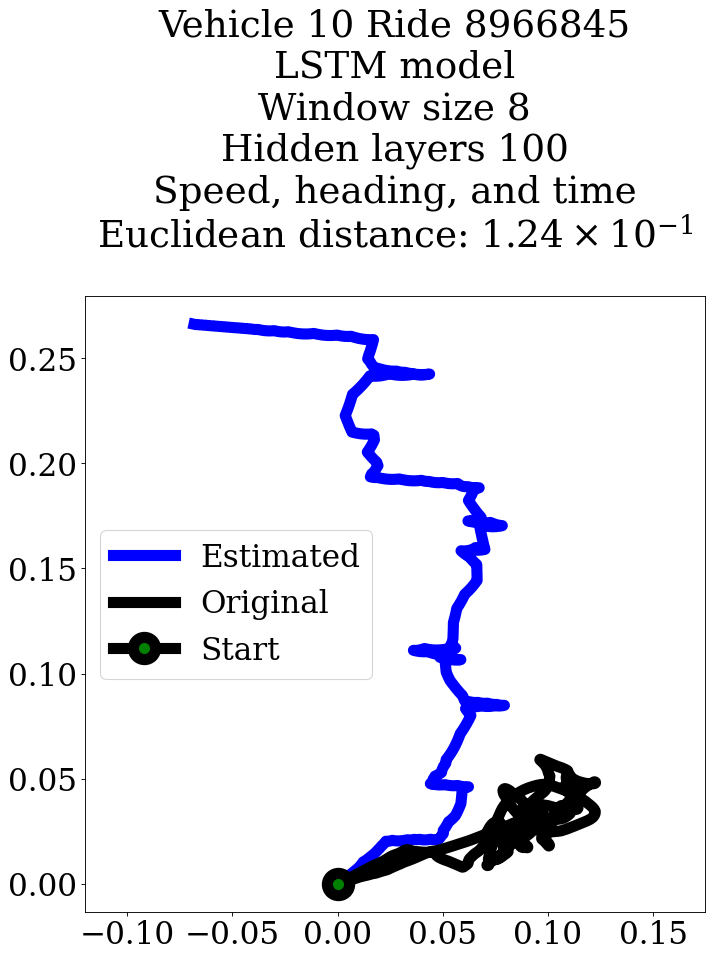 Vehicle 10 Ride 8966845
LSTM model
Window size 8
Hidden layers 100
Speed, heading, and time
Euclidean distance: 1.24 × 10⁻¹
0.25
0.20
0.15
0.10
0.05
0.00
Estimated
Original
Start
−0.10 −0.05 0.00 0.05 0.10 0.15